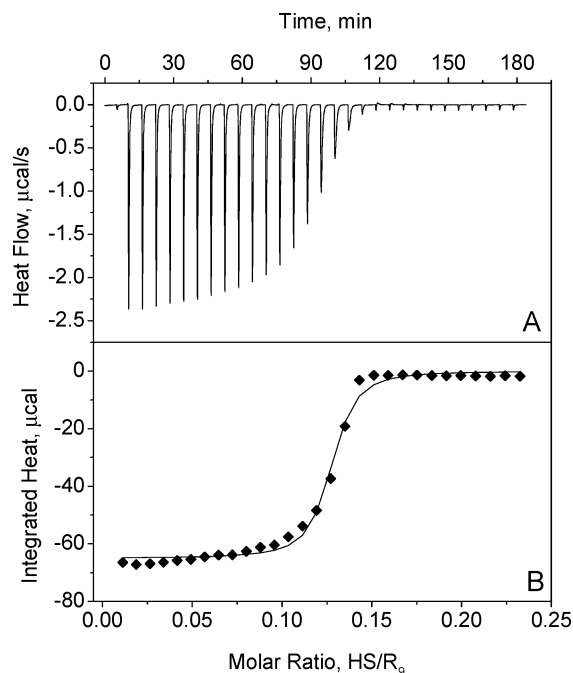 Time, min
0 30 60 90 120 150 180
0.0
-0.5
-1.0
-1.5
-2.0
-2.5
Heat Flow, µcal/s
A
0
-20
-40
-60
-80
Integrated Heat, µcal
B
0.00 0.05 0.10 0.15 0.20 0.25
Molar Ratio, HS/R₉